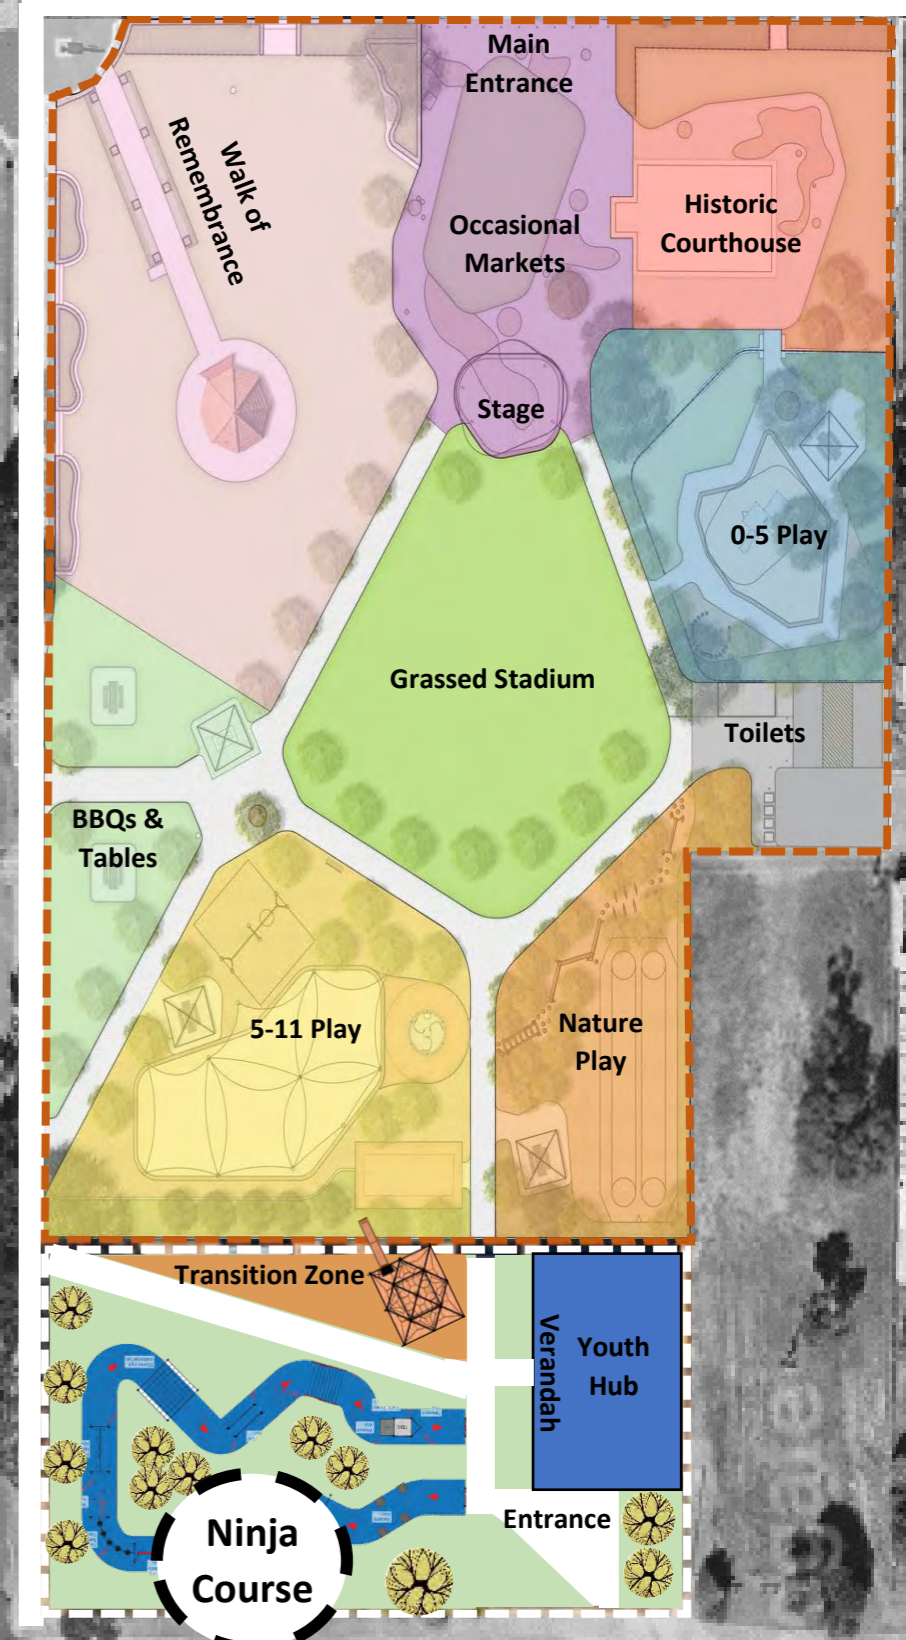 Main
Entrance
Walk of
Remembrance
Historic
Courthouse
Occasional
Markets
Stage
0-5 Play
Grassed Stadium
Toilets
BBQs &
Tables
5-11 Play
Nature
Play
Transition Zone
Verandah
Youth
Hub
Entrance
Ninja
Course